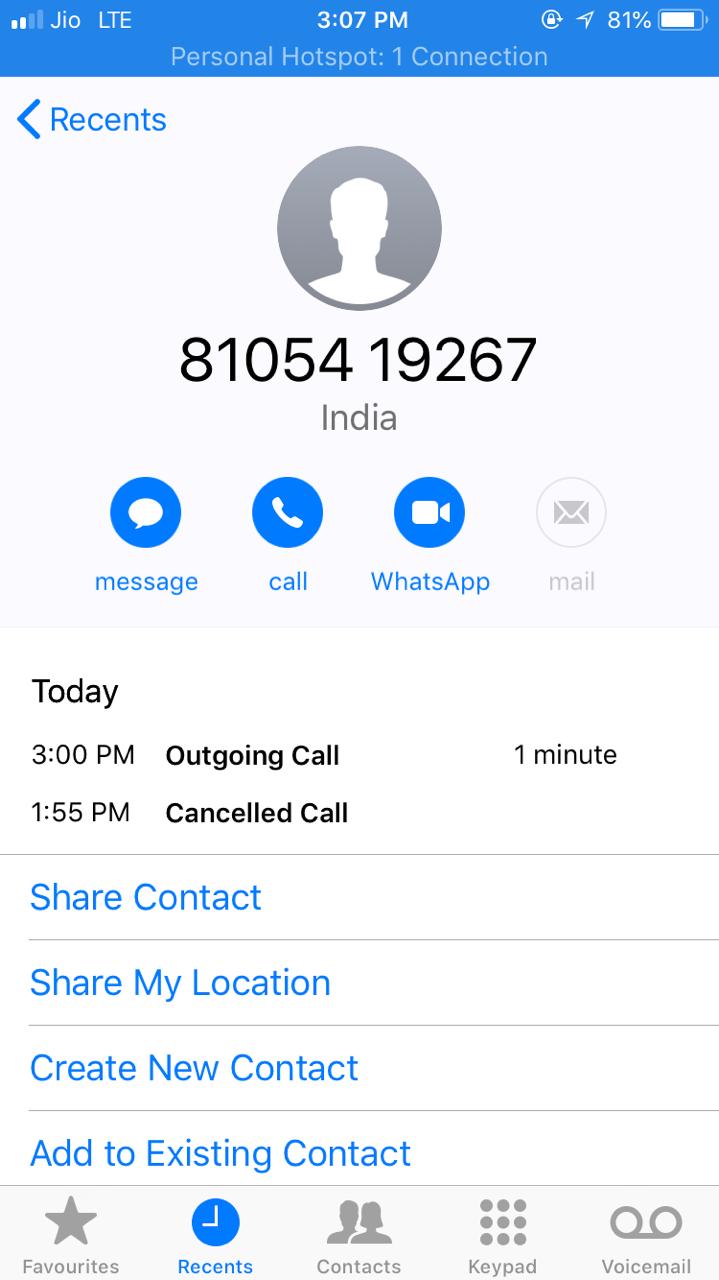 Jio LTE 3:07 PM 81%
Personal Hotspot: 1 Connection
Recents
81054 19267
India
message call WhatsApp mail
Today
3:00 PM Outgoing Call 1 minute
1:55 PM Cancelled Call
Share Contact
Share My Location
Create New Contact
Add to Existing Contact
Favourites Recents Contacts Keypad Voicemail